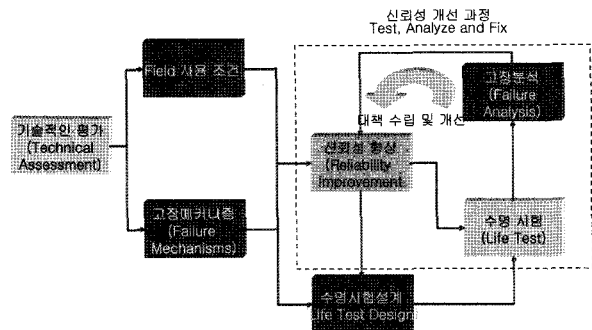 신뢰성 개선 과정
Test, Analyze and Fix
Field 사용 조건
고장분석
(Failure
Analysis)
대책 수립 및 개선
기술적인 평가
(Technical
Assessment)
신뢰성 향상
(Reliability
Improvement
고장메커니즘
(Failure
Mechanisms)
수명 시험
(Life Test)
수명시험설계
Life Test Design